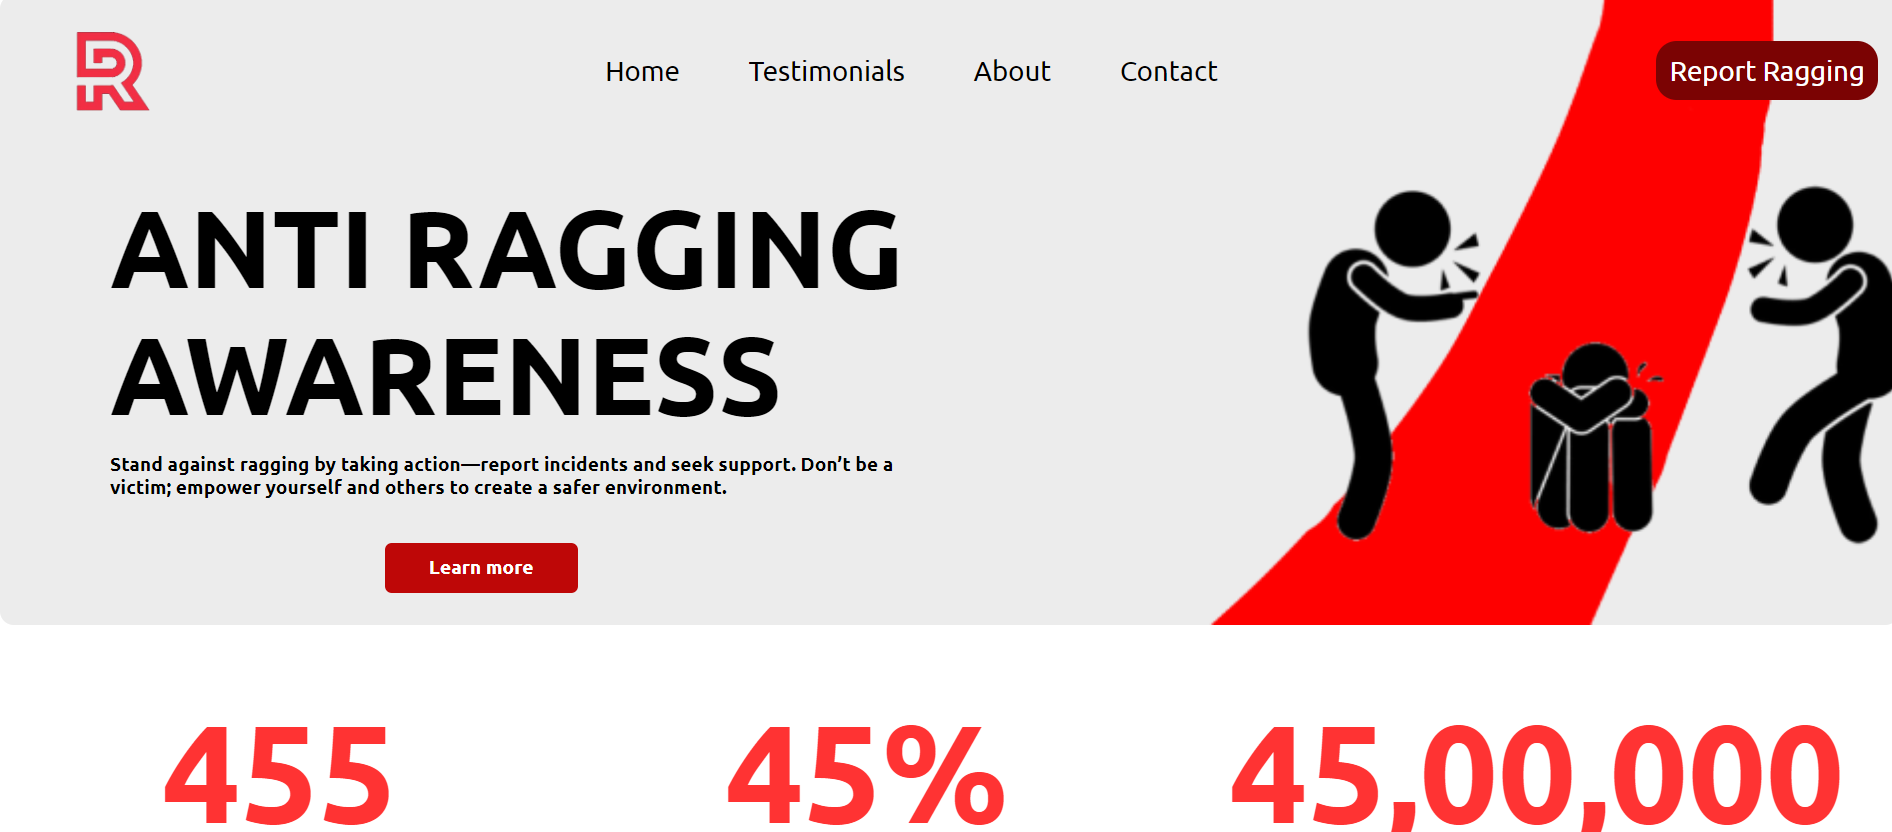 Home Testimonials About Contact Report Ragging
ANTI RAGGING
AWARENESS
Stand against ragging by taking action—report incidents and seek support. Don’t be a
victim; empower yourself and others to create a safer environment.
Learn more
455 45% 45,00,000